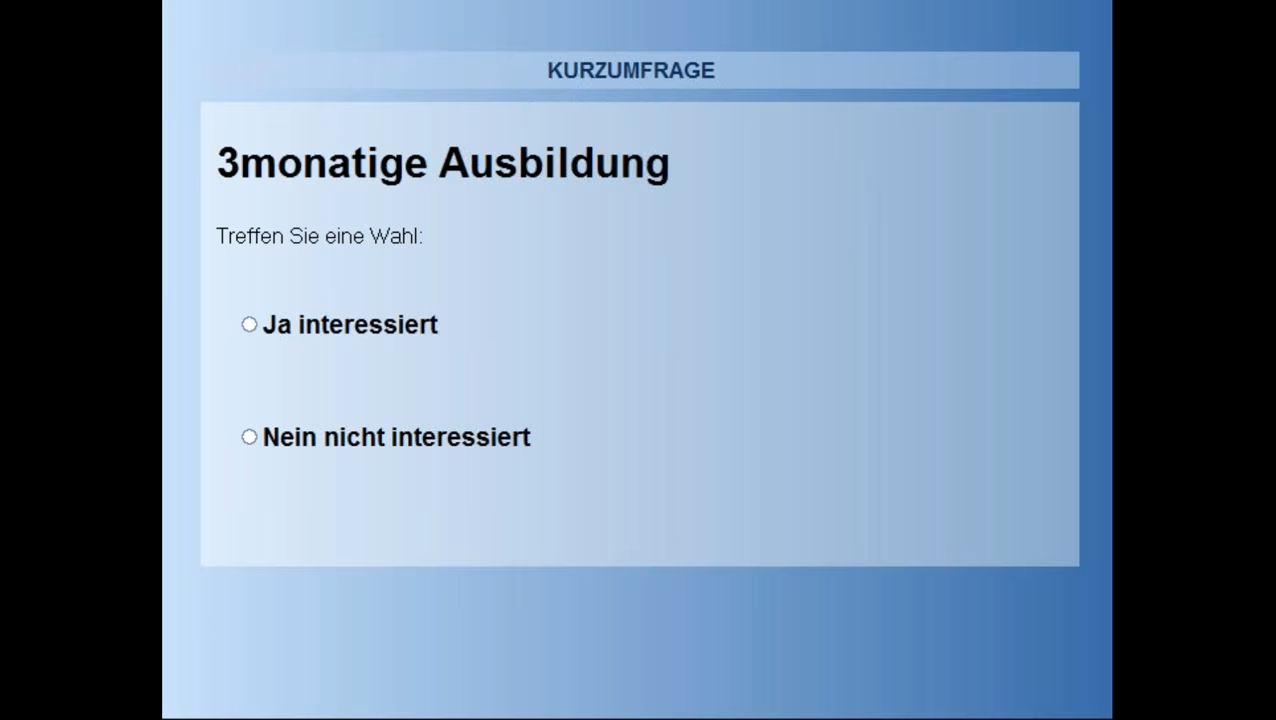 KURZUMFRAGE
3monatige Ausbildung
Treffen Sie eine Wahl:
Ja interessiert
Nein nicht interessiert